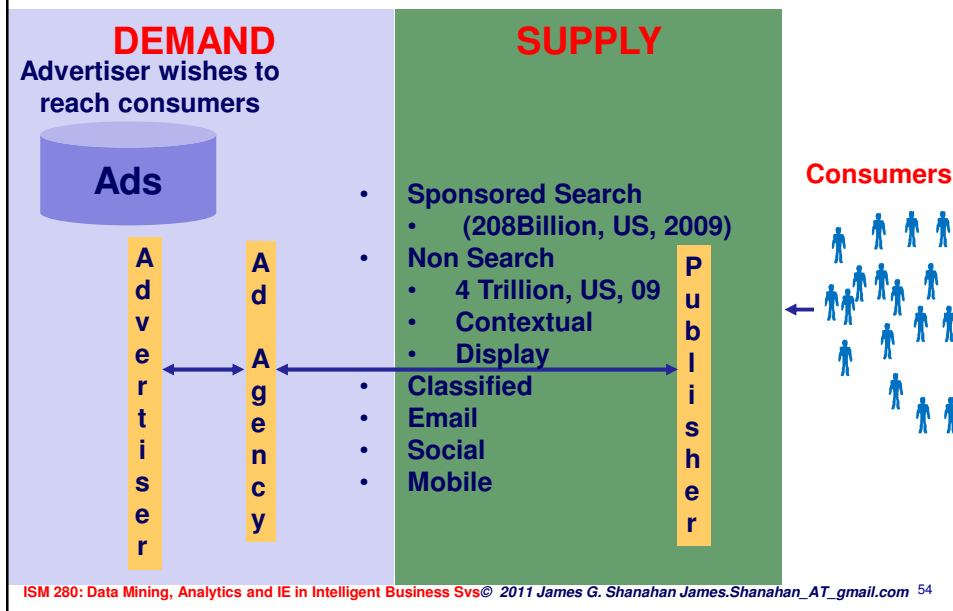 DEMAND
SUPPLY
Advertiser wishes to
reach consumers
Ads
Consumers
• Sponsored Search
• (208Billion, US, 2009)
• Non Search
• 4 Trillion, US, 09
• Contextual
• Display
• Classified
• Email
• Social
• Mobile
Advertiser
Ad Agency
Publisher
ISM 280: Data Mining, Analytics and IE in Intelligent Business Svs© 2011 James G. Shanahan James.Shanahan_AT_gmail.com 54